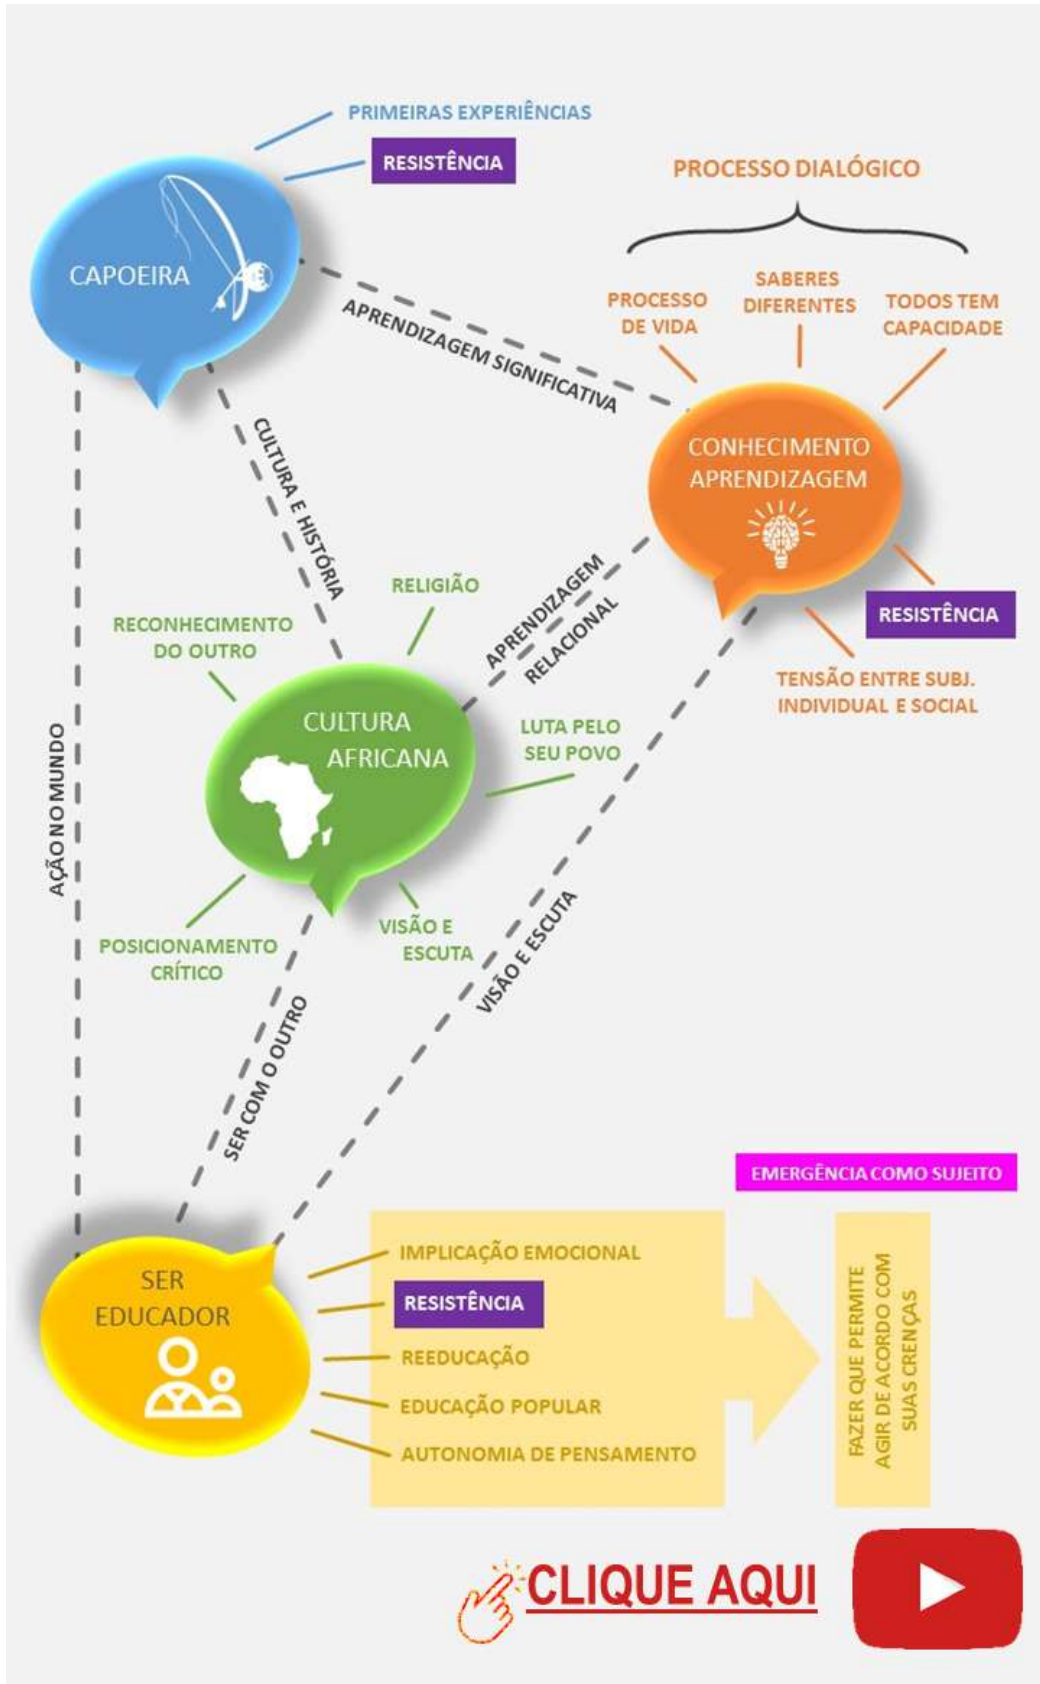 PRIMEIRAS EXPERIÊNCIAS
RESISTÊNCIA
CAPOEIRA
PROCESSO DIALÓGICO
PROCESSO
DE VIDA
SABERES
DIFERENTES
TODOS TEM
CAPACIDADE
APRENDIZAGEM SIGNIFICATIVA
CONHECIMENTO
APRENDIZAGEM
CULTURA E HISTÓRIA
RESISTÊNCIA
TENSÃO ENTRE SUBJ.
INDIVIDUAL E SOCIAL
APRENDIZAGEM
RELACIONAL
RELIGIÃO
RECONHECIMENTO
DO OUTRO
CULTURA
AFRICANA
LUTA PELO
SEU POVO
POSICIONAMENTO
CRÍTICO
VISÃO E
ESCUTA
AÇÃO NO MUNDO
VISÃO E ESCUTA
SER COM O OUTRO
EMERGÊNCIA COMO SUJEITO
SER
EDUCADOR
IMPLICAÇÃO EMOCIONAL
RESISTÊNCIA
REEDUCAÇÃO
EDUCAÇÃO POPULAR
AUTONOMIA DE PENSAMENTO
FAZER QUE PERMITE
AGIR DE ACORDO COM
SUAS CRENÇAS
CLIQUE AQUI